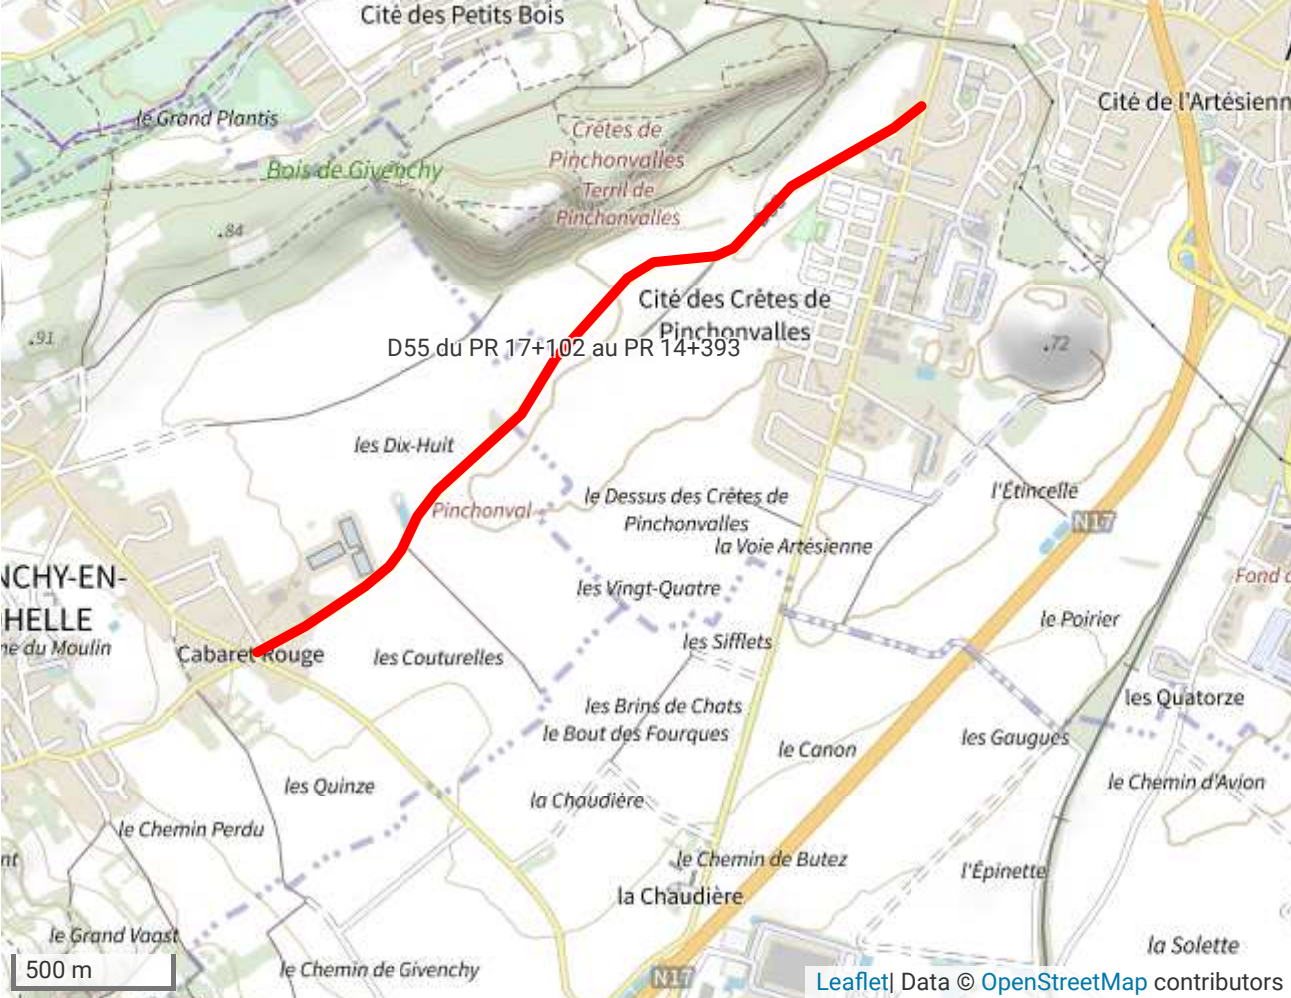 Cité des Petits Bois
Cité de l'Artésienn
le Grand Plantis
Crêtes de
Pinchonvalles
Bois de Givenchy
Terril de
Pinchonvalles
.84
Cité des Crêtes de
Pinchonvalles
.91
.72
D55 du PR 17+102 au PR 14+393
les Dix-Huit
l'Étincelle
le Dessus des Crêtes de
Pinchonvalles
Pinchonval
N17
la Voie Artésienne
NCHY-EN-
HELLE
Fond d
les Vingt-Quatre
le Poirier
ne du Moulin
les Sifflets
Cabaret Rouge
les Couturelles
les Quatorze
les Brins de Chats
le Bout des Fourques
les Gaugues
le Canon
les Quinze
le Chemin d'Avion
la Chaudière
le Chemin Perdu
nt
le Chemin de Butez
l'Épinette
la Chaudière
le Grand Vaast
la Solette
500 m
le Chemin de Givenchy
N17
Leaflet| Data © OpenStreetMap contributors